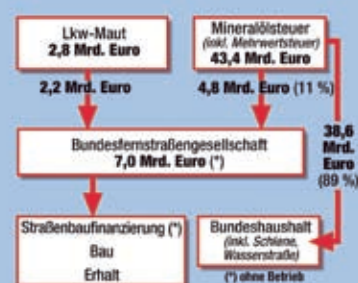 Lkw-Maut
2,8 Mrd. Euro
Mineralölsteuer
(inkl. Mehrwertsteuer)
43,4 Mrd. Euro
2,2 Mrd. Euro
4,8 Mrd. Euro (11 %)
38,6
Mrd.
Euro
(89 %)
Bundesfernstraßengesellschaft
7,0 Mrd. Euro (*)
Straßenbaufinanzierung (*)
Bau
Erhalt
Bundeshaushalt
(inkl. Schiene,
Wasserstraße)
(*) ohne Betrieb